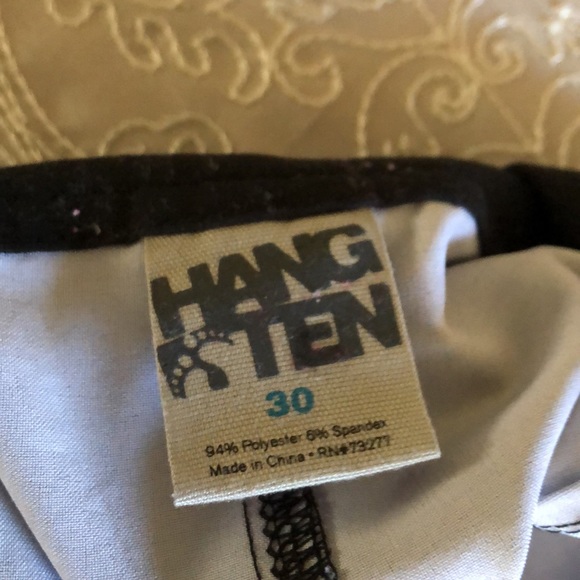 HANG
TEN
30
94% Polyester 6% Spandex
Made in China • RN#73277